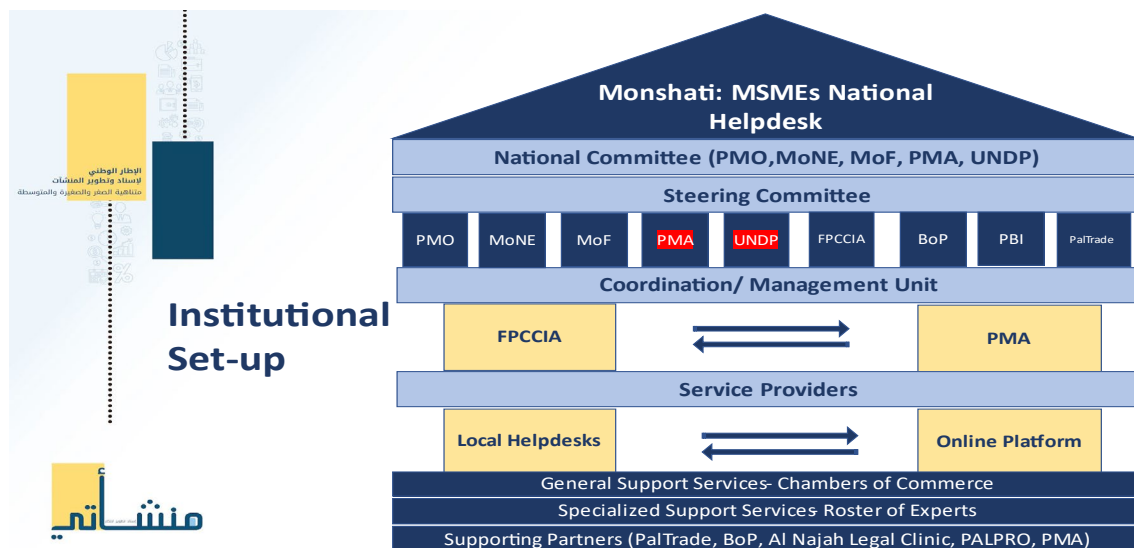 الإطار الوطني
لإسناد وتطوير المنشآت
متناهية الصغر والصغيرة والمتوسطة
Institutional
Set-up
منشأتي
Monshati: MSMEs National
Helpdesk
National Committee (PMO,MoNE, MoF, PMA, UNDP)
Steering Committee
PMO MoNE MoF PMA UNDP FPCCIA BoP PBI PalTrade
Coordination/ Management Unit
FPCCIA PMA
Service Providers
Local Helpdesks Online Platform
General Support Services- Chambers of Commerce
Specialized Support Services- Roster of Experts
Supporting Partners (PalTrade, BoP, Al Najah Legal Clinic, PALPRO, PMA)